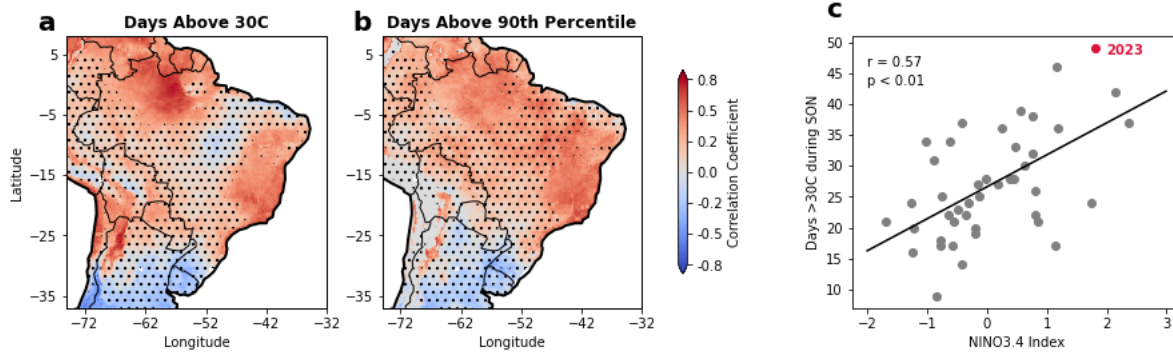 a Days Above 30C
5
−5
−15
−25
−35
Latitude
−72 −62 −52 −42 −32
Longitude
b Days Above 90th Percentile
5
−5
−15
−25
−35
−72 −62 −52 −42 −32
Longitude
0.8
0.5
0.2
0.0
-0.2
-0.5
-0.8
Correlation Coefficient
c
50
45
40
35
30
25
20
15
10
Days >30C during SON
r = 0.57
p < 0.01
2023
−2 −1 0 1 2 3
NINO3.4 Index